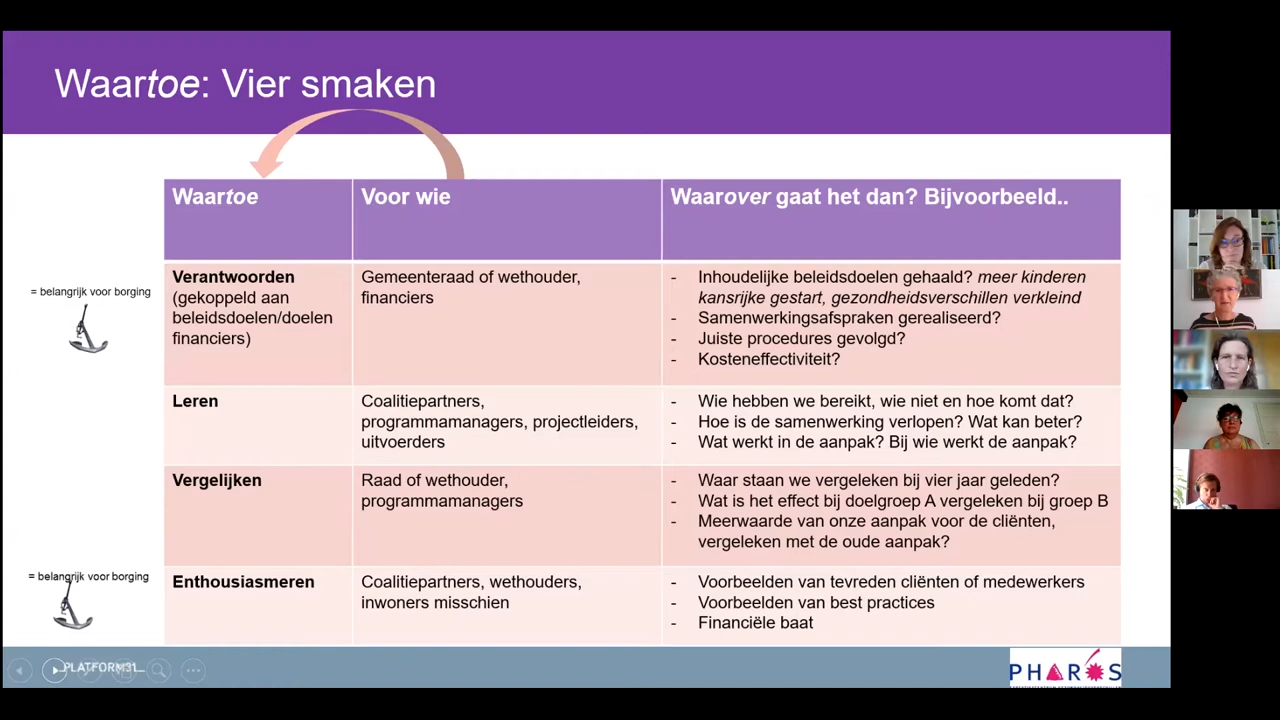 Waartoe: Vier smaken
Waartoe
Voor wie
Waarover gaat het dan? Bijvoorbeeld..
= belangrijk voor borging
Verantwoorden
(gekoppeld aan
beleidsdoelen/doelen
financiers)
Gemeenteraad of wethouder,
financiers
- Inhoudelijke beleidsdoelen gehaald? meer kinderen
kansrijke gestart, gezondheidsverschillen verkleind
- Samenwerkingsafspraken gerealiseerd?
- Juiste procedures gevolgd?
- Kosteneffectiviteit?
Leren
Coalitiepartners,
programmamanagers, projectleiders,
uitvoerders
- Wie hebben we bereikt, wie niet en hoe komt dat?
- Hoe is de samenwerking verlopen? Wat kan beter?
- Wat werkt in de aanpak? Bij wie werkt de aanpak?
Vergelijken
Raad of wethouder,
programmamanagers
- Waar staan we vergeleken bij vier jaar geleden?
- Wat is het effect bij doelgroep A vergeleken bij groep B
- Meerwaarde van onze aanpak voor de cliënten,
vergeleken met de oude aanpak?
= belangrijk voor borging
Enthousiasmeren
Coalitiepartners, wethouders,
inwoners misschien
- Voorbeelden van tevreden cliënten of medewerkers
- Voorbeelden van best practices
- Financiële baat
PLATFORM31
PHAROS